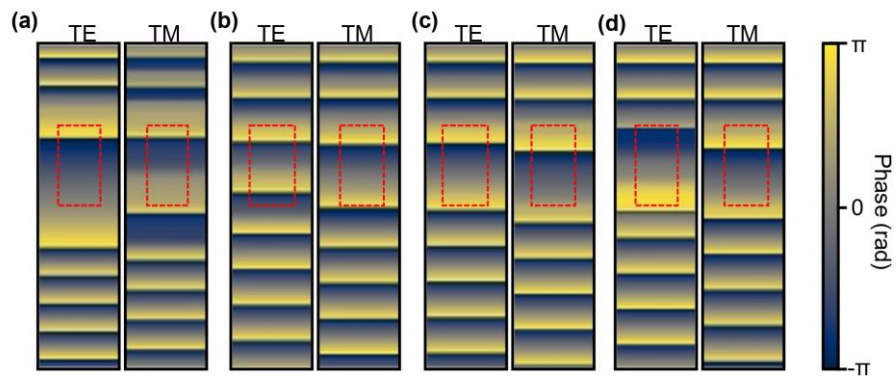 (a) TE TM (b) TE TM (c) TE TM (d) TE TM
π
0
-π
Phase (rad)